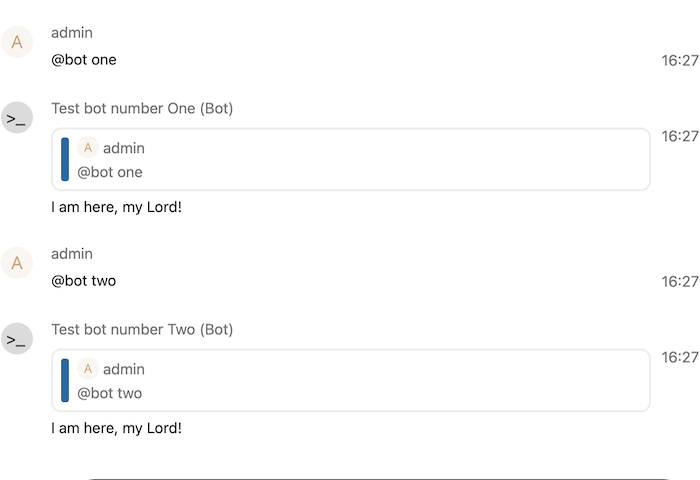 A
admin
@bot one
16:27
>_
Test bot number One (Bot)
16:27
A admin
@bot one
I am here, my Lord!
A
admin
@bot two
16:27
>_
Test bot number Two (Bot)
16:27
A admin
@bot two
I am here, my Lord!